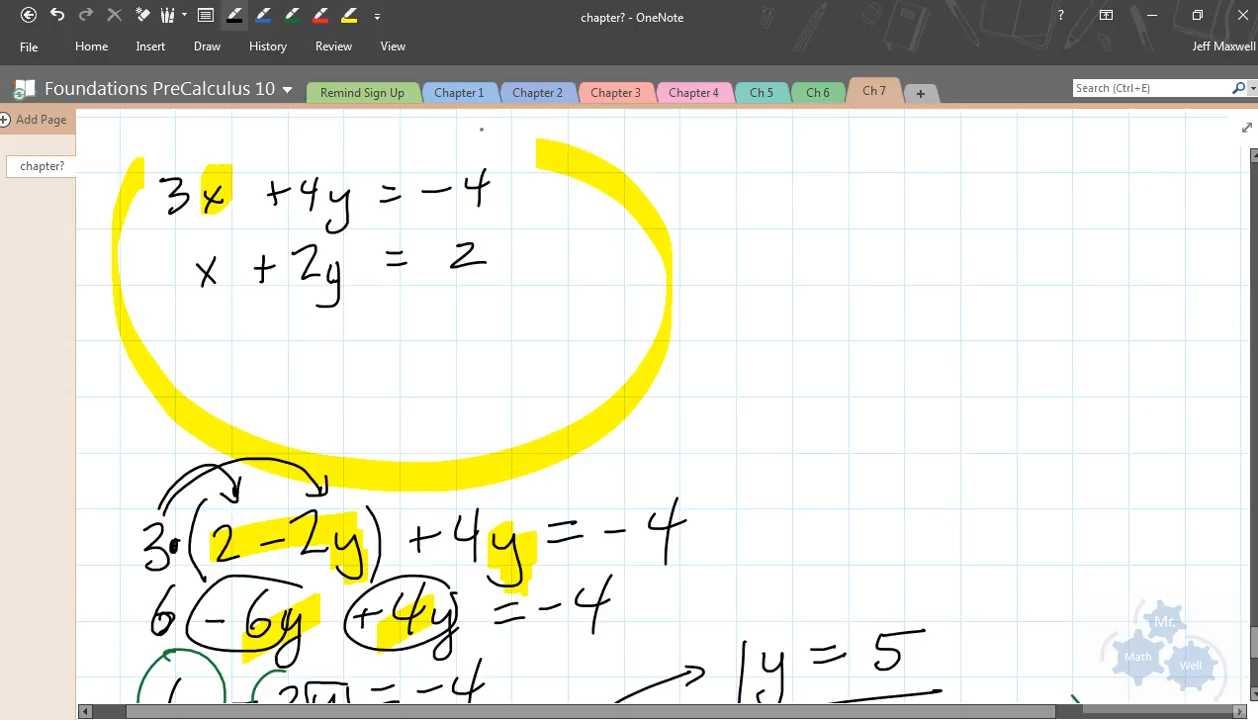 chapter? - OneNote
?
File Home Insert Draw History Review View
Jeff Maxwell
Foundations PreCalculus 10
Remind Sign Up Chapter 1 Chapter 2 Chapter 3 Chapter 4 Ch 5 Ch 6 Ch 7
Search (Ctrl+E)
Add Page
chapter?
3x + 4y = -4
x + 2y = 2
3·(2 - 2y) + 4y = -4
6 - 6y + 4y = -4
y = 5
= -4
Mr.
Math
Well